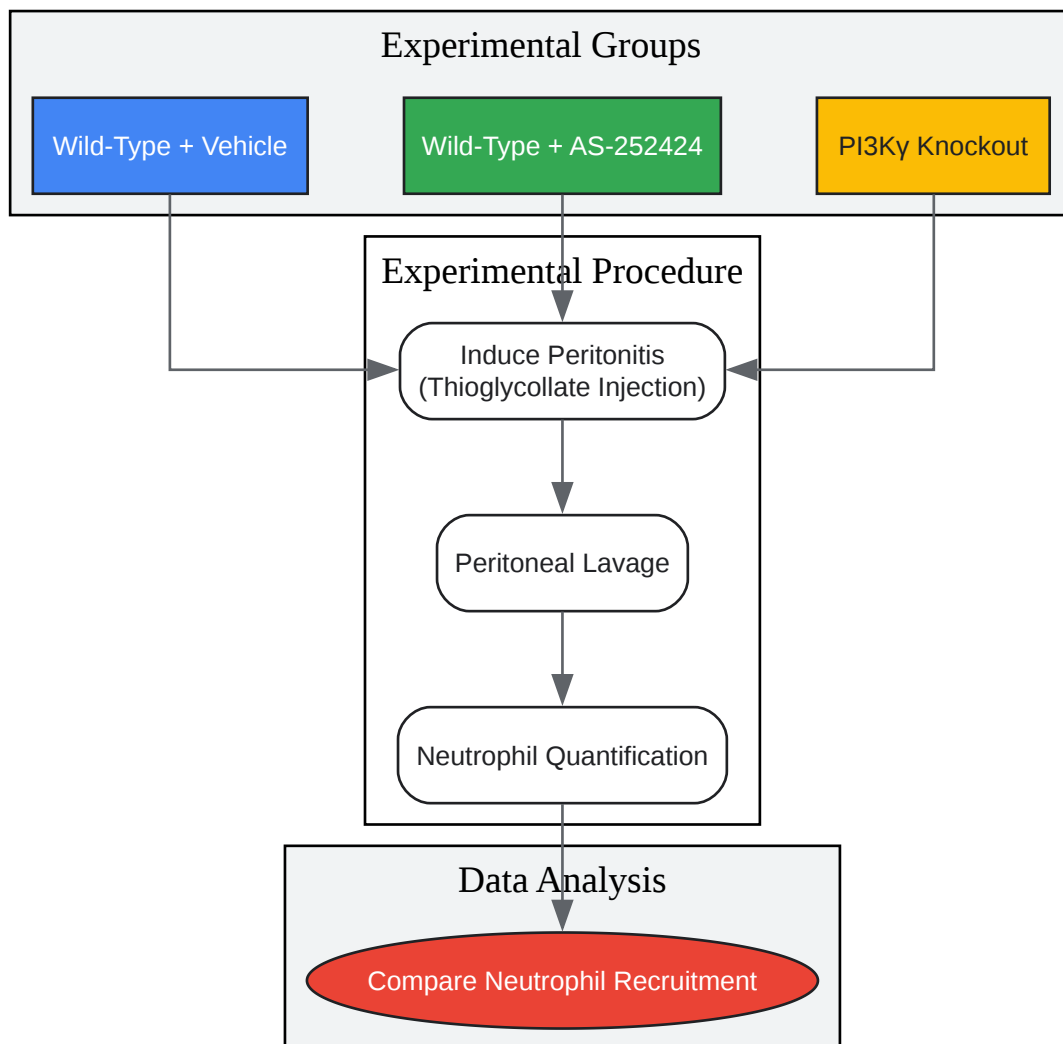 Experimental Groups
Wild-Type + Vehicle
Wild-Type + AS-252424
PI3Kγ Knockout
Experimental Procedure
Induce Peritonitis
(Thioglycollate Injection)
Peritoneal Lavage
Neutrophil Quantification
Data Analysis
Compare Neutrophil Recruitment